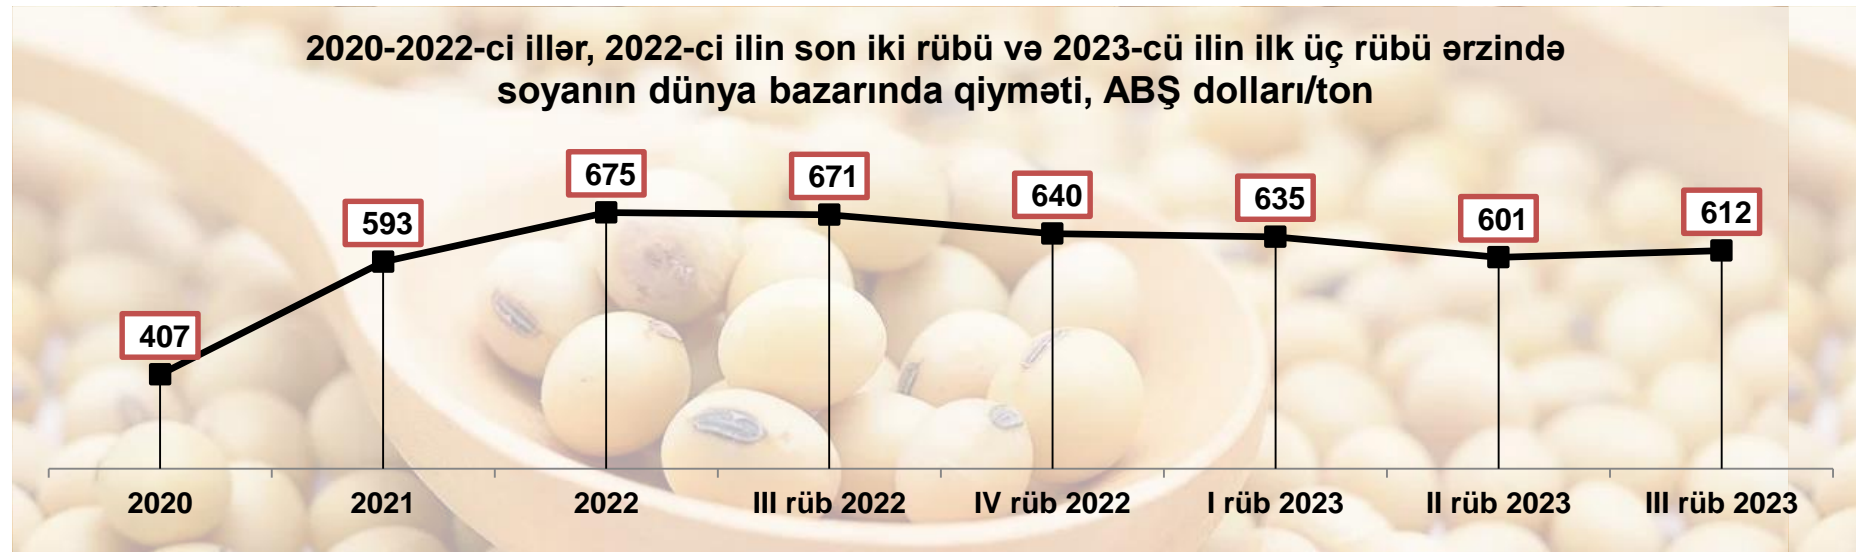 2020-2022-ci illər, 2022-ci ilin son iki rübü və 2023-cü ilin ilk üç rübü ərzində
soyanın dünya bazarında qiyməti, ABŞ dolları/ton
407
593
675
671
640
635
601
612
2020
2021
2022
III rüb 2022
IV rüb 2022
I rüb 2023
II rüb 2023
III rüb 2023